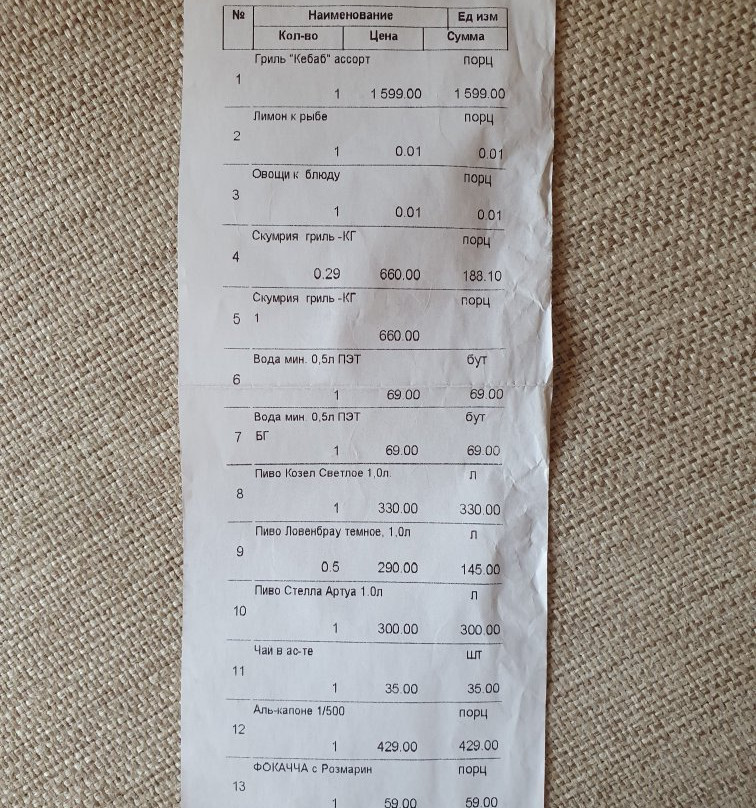 № Наименование Ед изм
Кол-во Цена Сумма
Гриль "Кебаб" ассорт порц
1
1 1 599.00 1 599.00
Лимон к рыбе порц
2
1 0.01 0.01
Овощи к блюду порц
3
1 0.01 0.01
Скумрия гриль -КГ порц
4
0.29 660.00 188.10
Скумрия гриль -КГ порц
5 1
660.00
Вода мин. 0,5л ПЭТ бут
6
1 69.00 69.00
Вода мин. 0,5л ПЭТ бут
7 БГ
1 69.00 69.00
Пиво Козел Светлое 1,0л. л
8
1 330.00 330.00
Пиво Ловенбрау темное, 1,0л л
9
0.5 290.00 145.00
Пиво Стелла Артуа 1.0л л
10
1 300.00 300.00
Чаи в ас-те шт
11
1 35.00 35.00
Аль-капоне 1/500 порц
12
1 429.00 429.00
ФОКАЧЧА с Розмарин порц
13
1 59.00 59.00